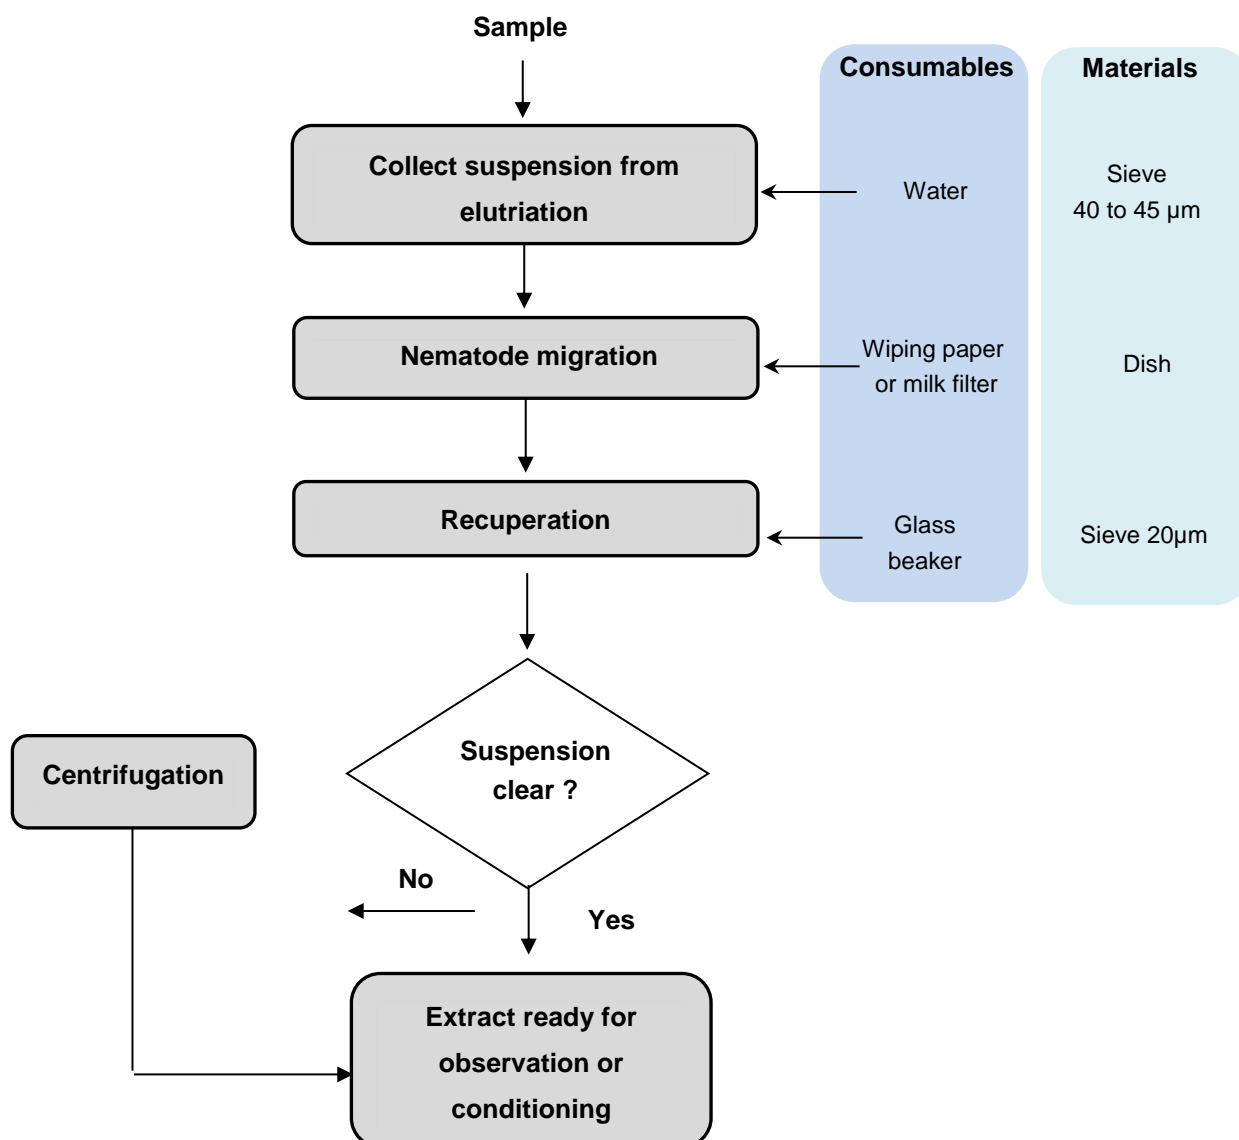 Sample
Consumables
Materials
Collect suspension from
elutriation
Water
Sieve
40 to 45 µm
Nematode migration
Wiping paper
or milk filter
Dish
Recuperation
Glass
beaker
Sieve 20µm
Suspension
clear ?
Centrifugation
No
Yes
Extract ready for
observation or
conditioning